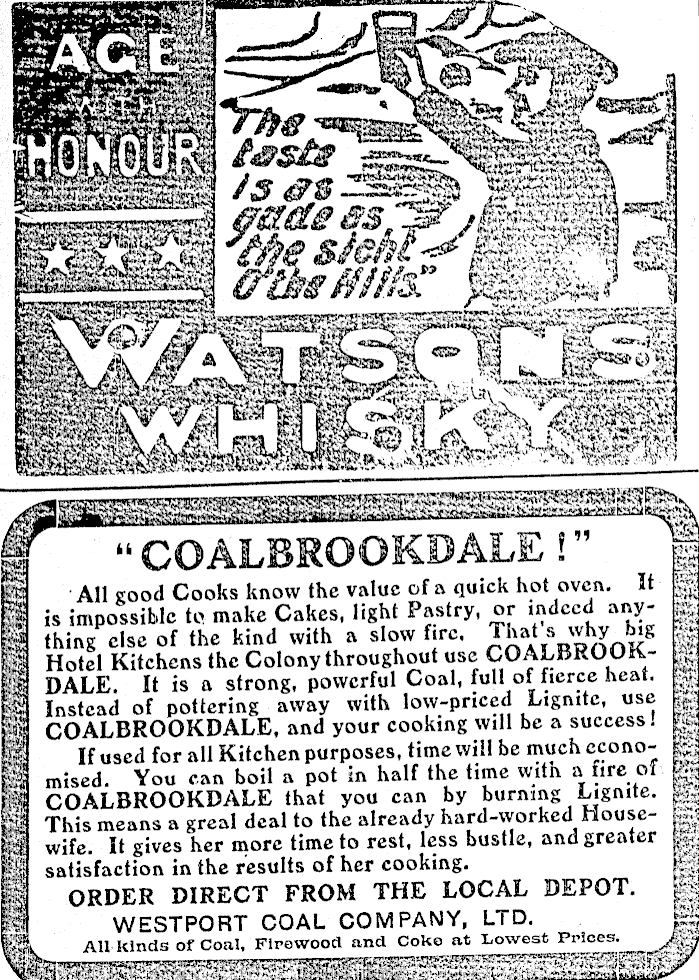 AGE
WITH
HONOUR
"The
taste
is as
gude as
the sicht
O' the Hills."
WATSONS
WHISKY
"COALBROOKDALE!"
All good Cooks know the value of a quick hot oven. It
is impossible to make Cakes, light Pastry, or indeed any-
thing else of the kind with a slow fire. That's why big
Hotel Kitchens the Colony throughout use COALBROOK-
DALE. It is a strong, powerful Coal, full of fierce heat.
Instead of pottering away with low-priced Lignite, use
COALBROOKDALE, and your cooking will be a success!
If used for all Kitchen purposes, time will be much econo-
mised. You can boil a pot in half the time with a fire of
COALBROOKDALE that you can by burning Lignite.
This means a greal deal to the already hard-worked House-
wife. It gives her more time to rest, less bustle, and greater
satisfaction in the results of her cooking.
ORDER DIRECT FROM THE LOCAL DEPOT.
WESTPORT COAL COMPANY, LTD.
All kinds of Coal, Firewood and Coke at Lowest Prices.